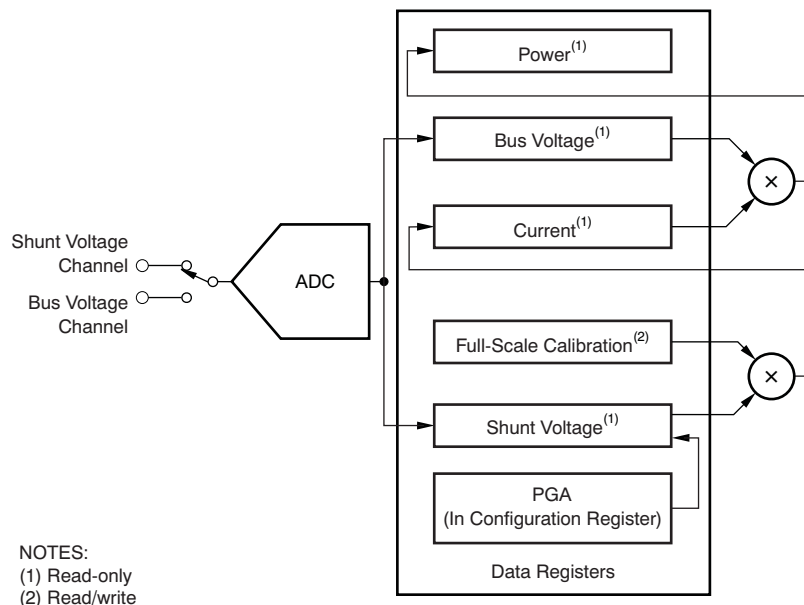 Power(1)
Bus Voltage(1)
×
Current(1)
Shunt Voltage
Channel
ADC
Bus Voltage
Channel
Full-Scale Calibration(2)
×
Shunt Voltage(1)
PGA
(In Configuration Register)
Data Registers
NOTES:
(1) Read-only
(2) Read/write